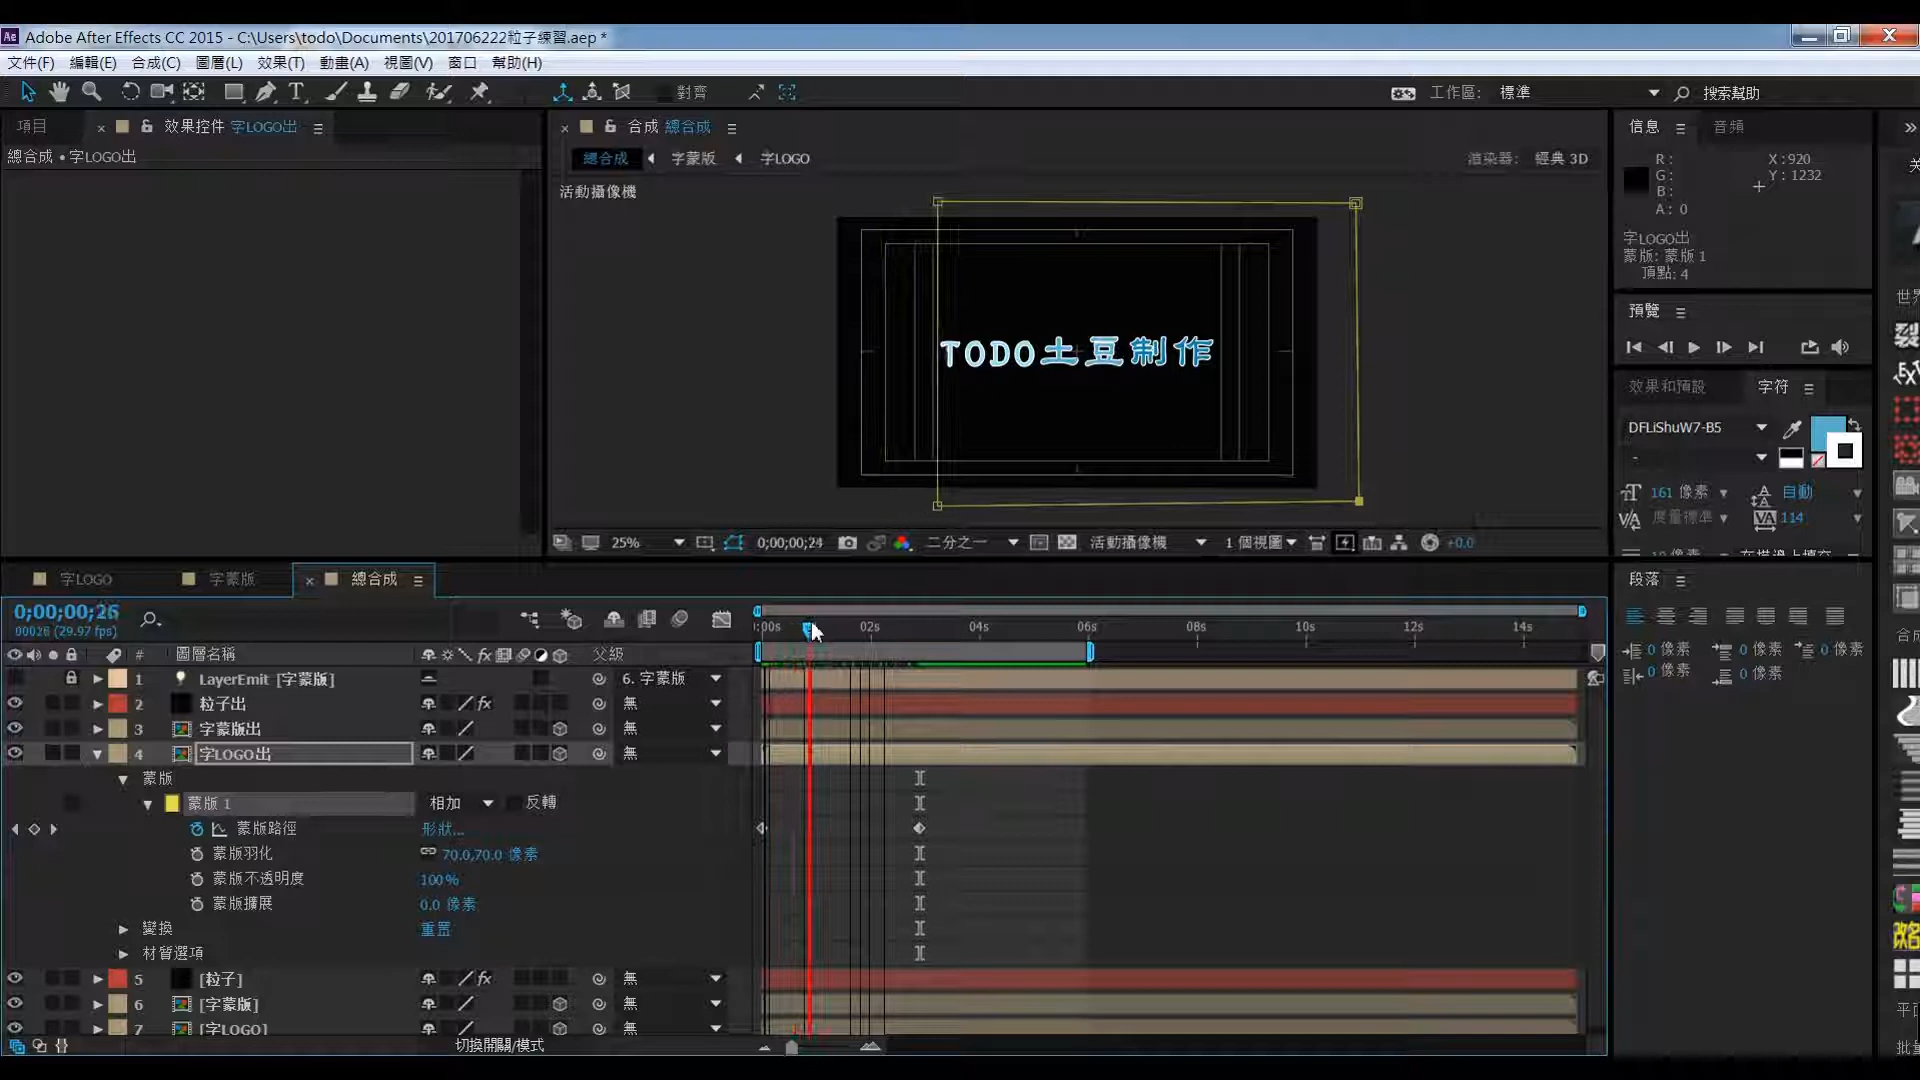 Adobe After Effects CC 2015 - C:\Users\todo\Documents\201706222粒子練習.aep *
文件(F) 編輯(E) 合成(C) 圖層(L) 效果(T) 動畫(A) 視圖(V) 窗口 幫助(H)
對齊 工作區: 標準 搜索幫助
項目 效果控件 字LOGO出
總合成 • 字LOGO出
合成 總合成
總合成 字蒙版 字LOGO
渲染器: 經典 3D
活動攝像機
TODO土豆制作
25% 0;00;00;24 二分之一 活動攝像機 1 個視圖 +0.0
信息 音頻
R: X:920
G: Y: 1232
B:
A: 0
字LOGO出
蒙版: 蒙版 1
頂點: 4
預覽
效果和預設 字符
DFLiShuW7-B5
-
161 像素 自動
度量標準 114
段落
0 像素 0 像素 0 像素
0 像素 0 像素
字LOGO 字蒙版 總合成
0;00;00;26
00026 (29.97 fps)
:00s 02s 04s 06s 08s 10s 12s 14s
# 圖層名稱 父級
1 LayerEmit [字蒙版] 6. 字蒙版
2 粒子出 fx 無
3 字蒙版出 無
4 字LOGO出 無
蒙版
蒙版 1 相加 反轉
蒙版路徑 形狀...
蒙版羽化 70.0,70.0 像素
蒙版不透明度 100%
蒙版擴展 0.0 像素
變換 重置
材質選項
5 [粒子] fx 無
6 [字蒙版] 無
7 [字LOGO] 無
切換開關/模式
改名